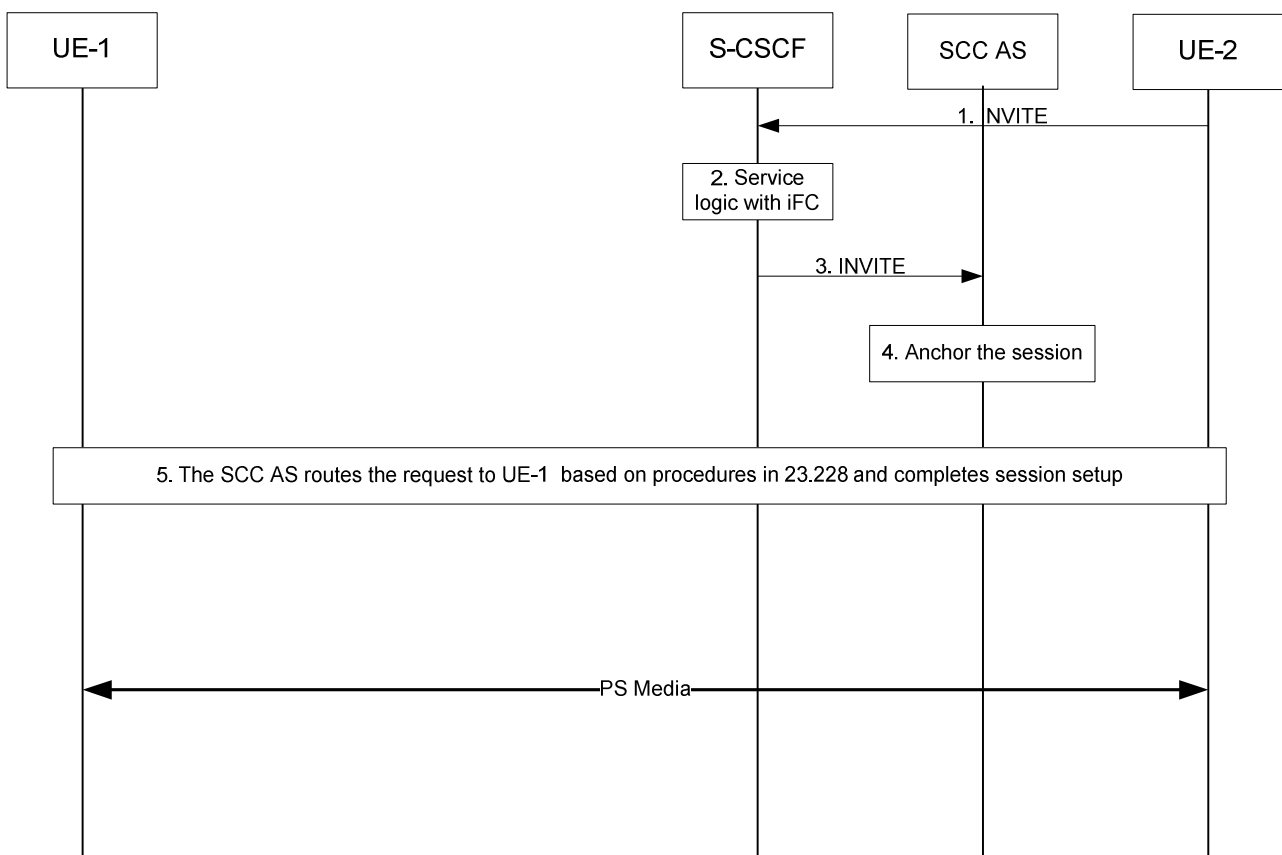 UE-1
S-CSCF
SCC AS
UE-2
1. NVITE
2. Service
logic with iFC
3. INVITE
4. Anchor the session
5. The SCC AS routes the request to UE-1 based on procedures in 23.228 and completes session setup
PS Media